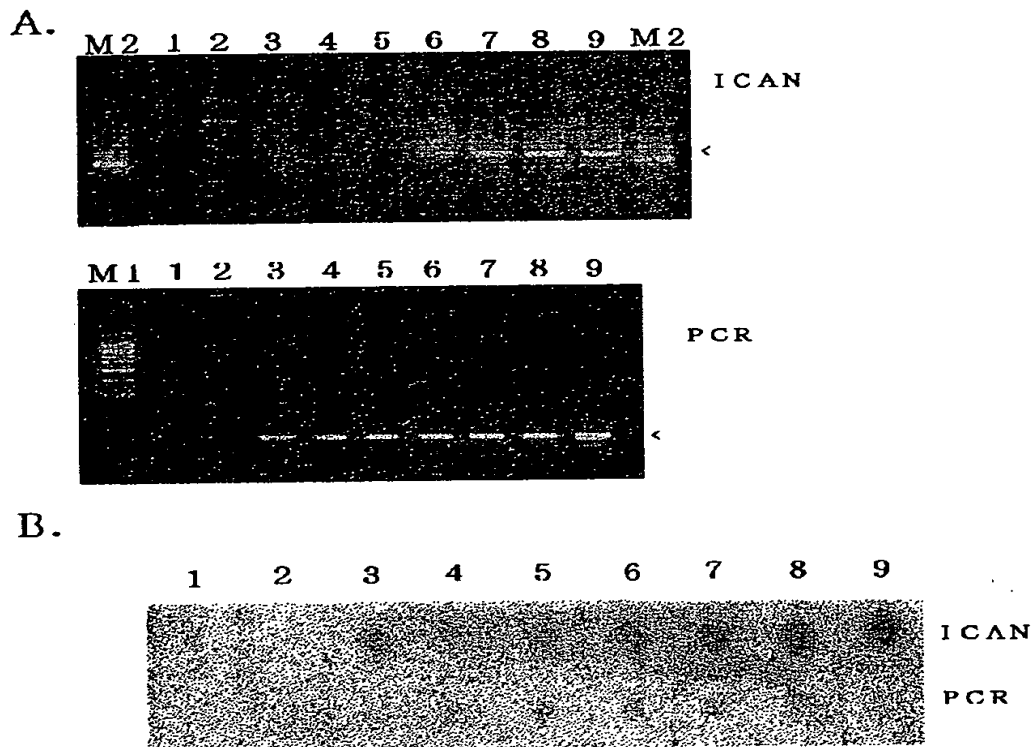 A.
M2 1 2 3 4 5 6 7 8 9 M2
ICAN
<
M1 1 2 3 4 5 6 7 8 9
PCR
<
B.
1 2 3 4 5 6 7 8 9
ICAN
PCR